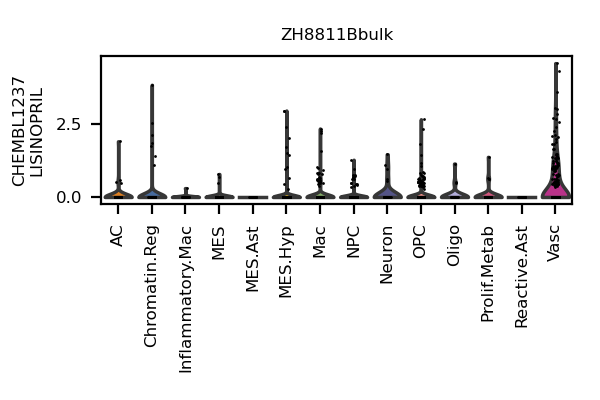 ZH8811Bbulk
CHEMBL1237
LISINOPRIL
2.5
0.0
AC
Chromatin.Reg
Inflammatory.Mac
MES
MES.Ast
MES.Hyp
Mac
NPC
Neuron
OPC
Oligo
Prolif.Metab
Reactive.Ast
Vasc